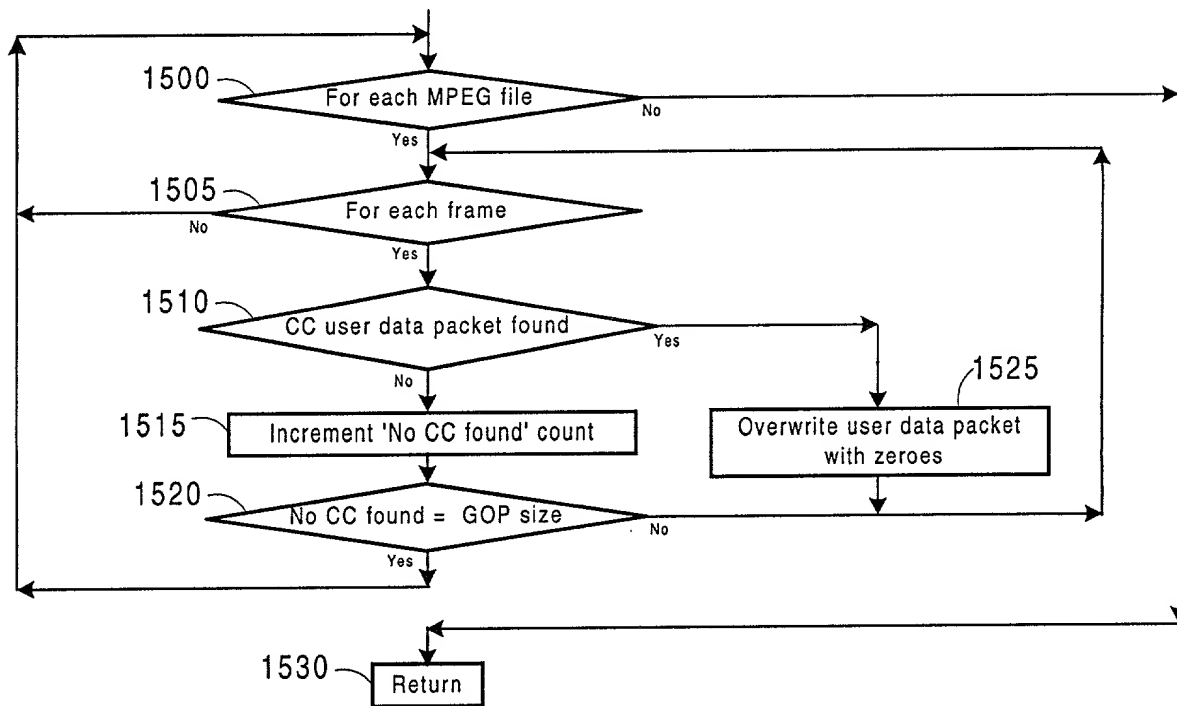 1500
For each MPEG file
No
Yes
1505
For each frame
No
Yes
1510
CC user data packet found
Yes
No
1515
Increment 'No CC found' count
1525
Overwrite user data packet
with zeroes
1520
No CC found = GOP size
No
Yes
1530
Return